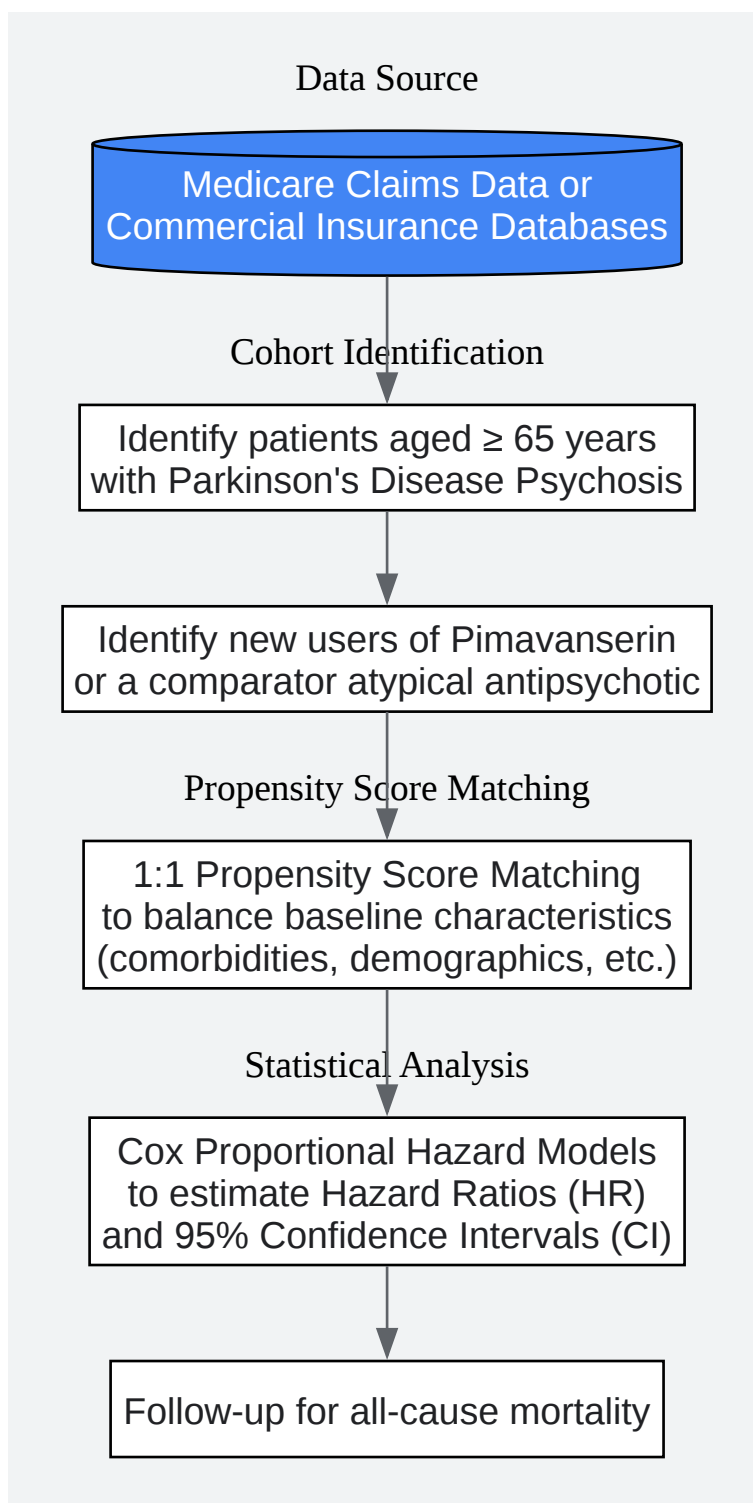 Data Source
Medicare Claims Data or
Commercial Insurance Databases
Cohort Identification
Identify patients aged ≥ 65 years
with Parkinson's Disease Psychosis
Identify new users of Pimavanserin
or a comparator atypical antipsychotic
Propensity Score Matching
1:1 Propensity Score Matching
to balance baseline characteristics
(comorbidities, demographics, etc.)
Statistical Analysis
Cox Proportional Hazard Models
to estimate Hazard Ratios (HR)
and 95% Confidence Intervals (CI)
Follow-up for all-cause mortality